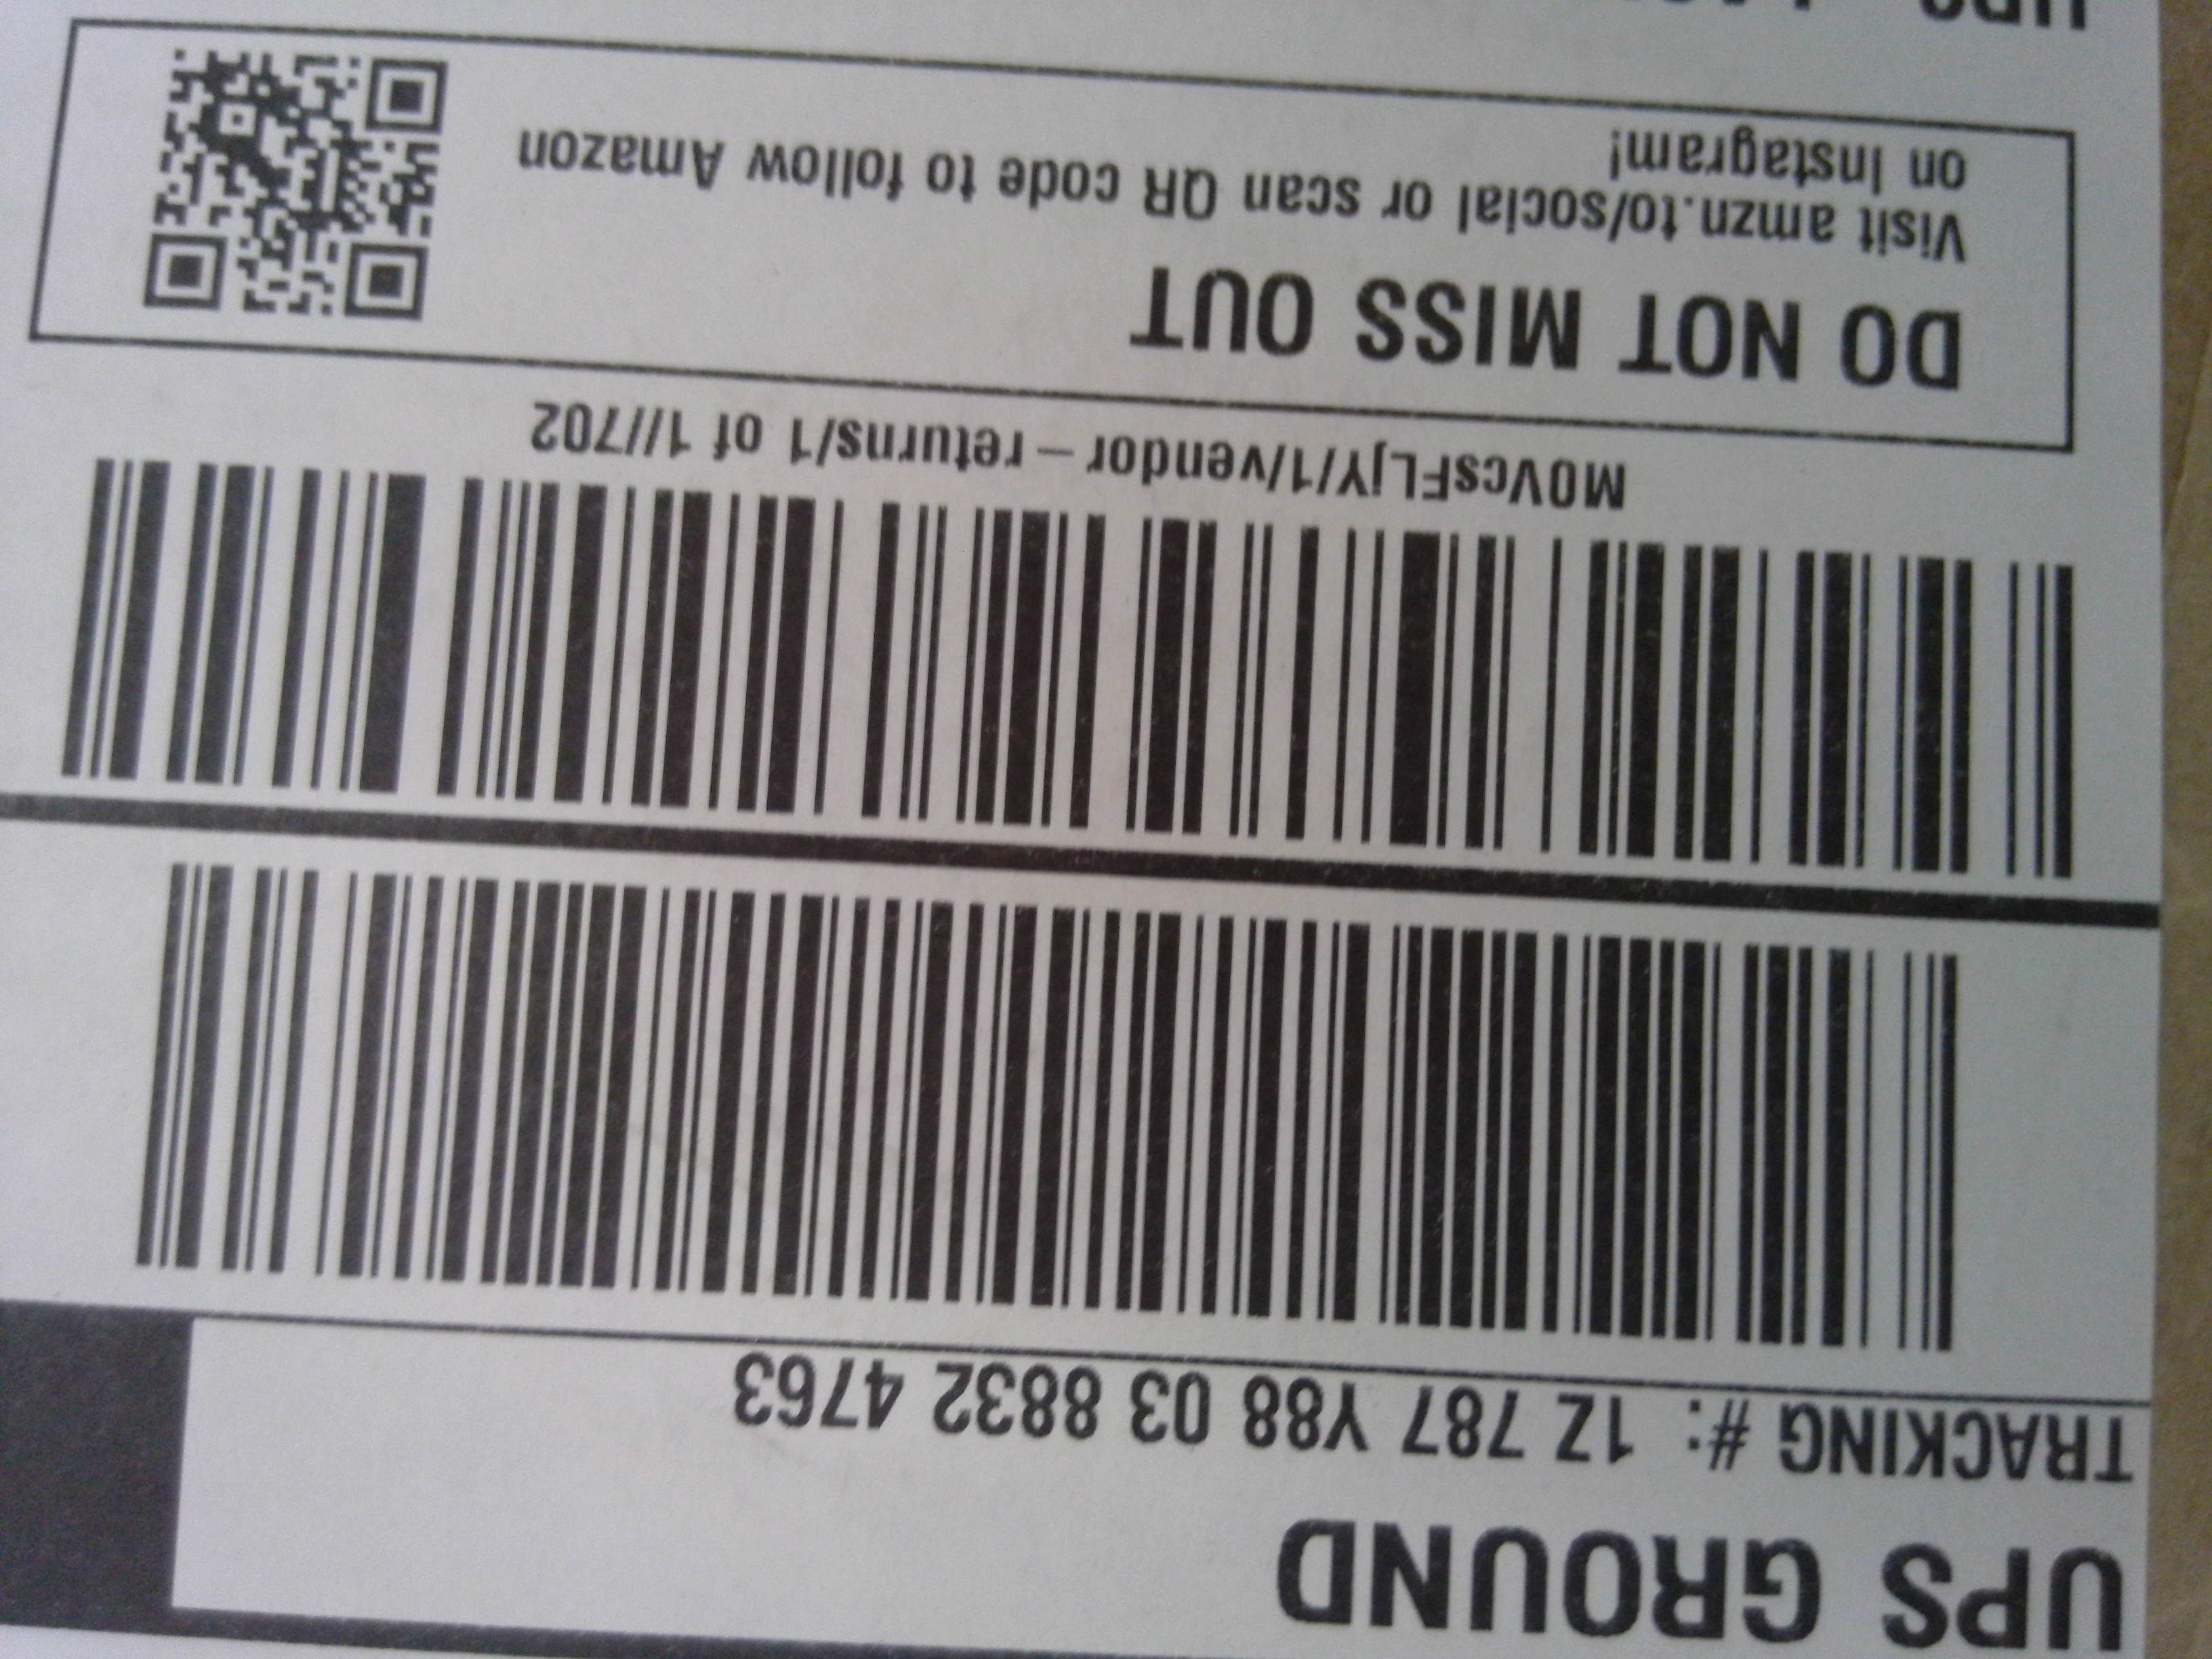 UPS GROUND
TRACKING #: 1Z 787 Y88 03 8832 4763
M0VcsFLjY/1/vendor-returns/1 of 1//702
DO NOT MISS OUT
Visit amzn.to/social or scan QR code to follow Amazon
on Instagram!